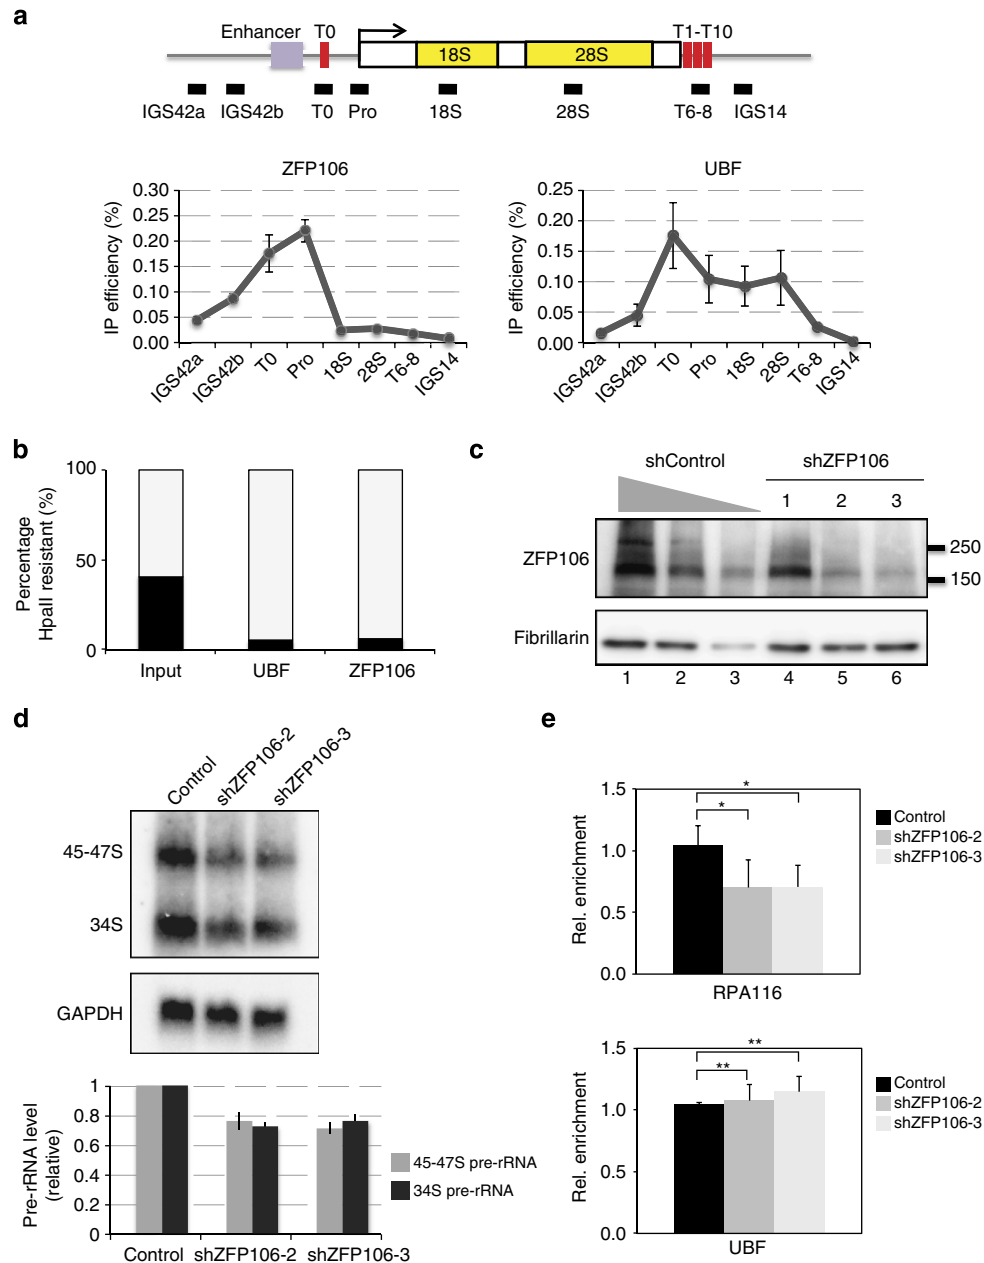 a
Enhancer T0 T1-T10
18S 28S
IGS42a IGS42b T0 Pro 18S 28S T6-8 IGS14
ZFP106
IP efficiency (%)
0.30
0.25
0.20
0.15
0.10
0.05
0.00
IGS42a IGS42b T0 Pro 18S 28S T6-8 IGS14
UBF
IP efficiency (%)
0.25
0.20
0.15
0.10
0.05
0.00
IGS42a IGS42b T0 Pro 18S 28S T6-8 IGS14
b
Percentage
HpaII resistant (%)
100
50
0
Input UBF ZFP106
c
shControl shZFP106
1 2 3
ZFP106
250
150
Fibrillarin
1 2 3 4 5 6
d
Control shZFP106-2 shZFP106-3
45-47S
34S
GAPDH
Pre-rRNA level
(relative)
1
0.8
0.6
0.4
0.2
0
45-47S pre-rRNA
34S pre-rRNA
Control shZFP106-2 shZFP106-3
e
Rel. enrichment
1.5
1.0
0.5
0.0
*
*
Control
shZFP106-2
shZFP106-3
RPA116
Rel. enrichment
1.5
1.0
0.5
0.0
**
**
Control
shZFP106-2
shZFP106-3
UBF